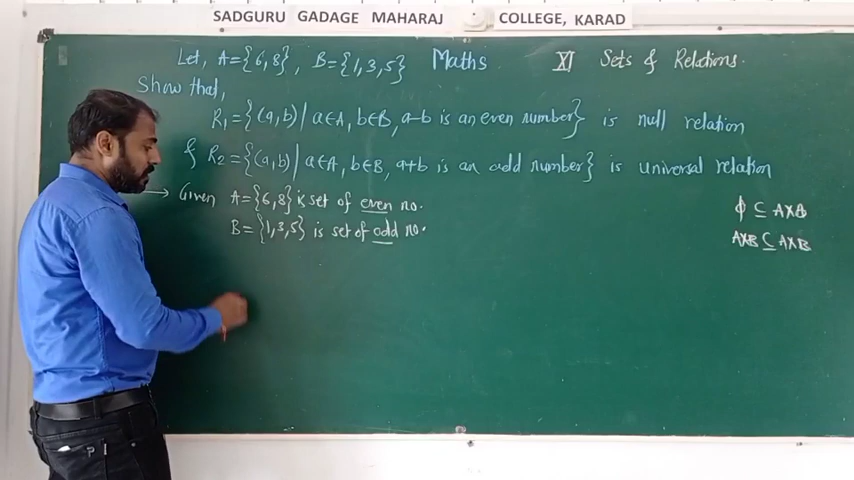 SADGURU GADAGE MAHARAJ COLLEGE, KARAD
Let, A={6,8}, B={1,3,5} Maths XI Sets & Relations.
Show that,
R₁={(a,b)| a∈A, b∈B, a-b is an even number} is null relation
& R₂={(a,b)| a∈A, b∈B, a+b is an odd number} is universal relation
→ Given A={6,8} is set of even no.
B={1,3,5} is set of odd no.
ϕ ⊆ A×B
A×B ⊆ A×B